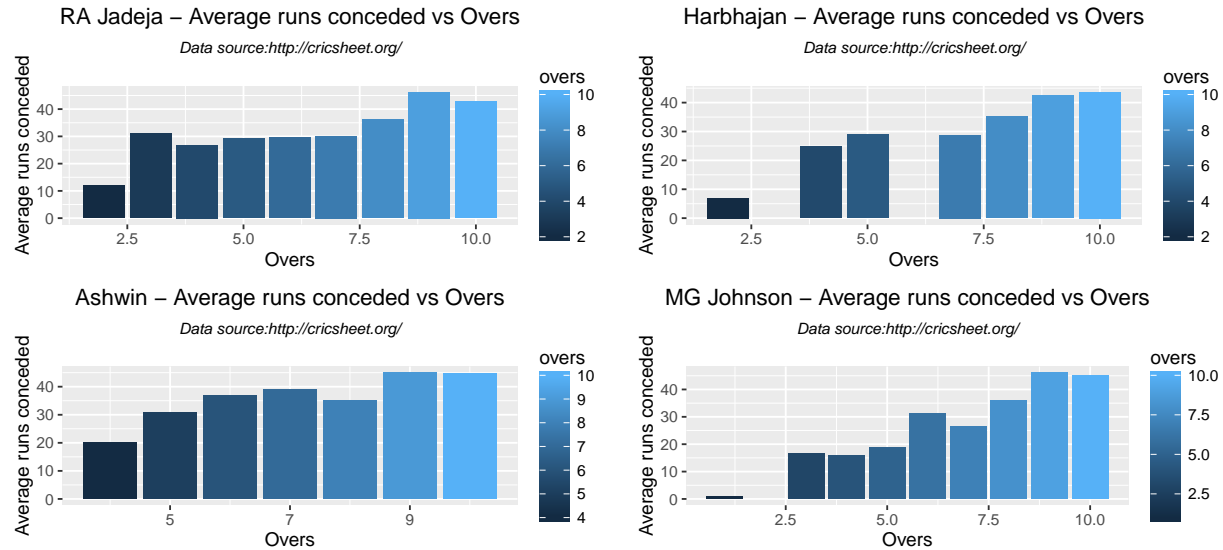 RA Jadeja – Average runs conceded vs Overs
Data source:http://cricsheet.org/
Average runs conceded
40
30
20
10
0
2.5 5.0 7.5 10.0
Overs
overs
10
8
6
4
2
Harbhajan – Average runs conceded vs Overs
Data source:http://cricsheet.org/
Average runs conceded
40
30
20
10
0
2.5 5.0 7.5 10.0
Overs
overs
10
8
6
4
2
Ashwin – Average runs conceded vs Overs
Data source:http://cricsheet.org/
Average runs conceded
40
30
20
10
0
5 7 9
Overs
overs
10
9
8
7
6
5
4
MG Johnson – Average runs conceded vs Overs
Data source:http://cricsheet.org/
Average runs conceded
40
30
20
10
0
2.5 5.0 7.5 10.0
Overs
overs
10.0
7.5
5.0
2.5